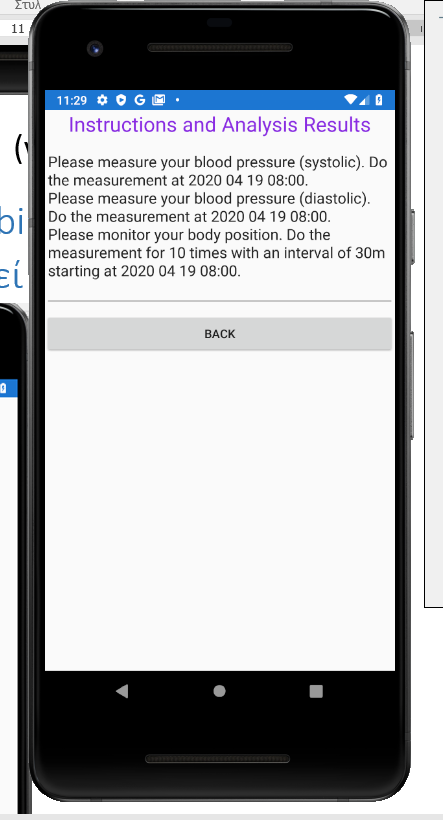 Στυλ
11
11:29
Instructions and Analysis Results
Please measure your blood pressure (systolic). Do
the measurement at 2020 04 19 08:00.
Please measure your blood pressure (diastolic).
Do the measurement at 2020 04 19 08:00.
Please monitor your body position. Do the
measurement for 10 times with an interval of 30m
starting at 2020 04 19 08:00.
BACK
bi
εί